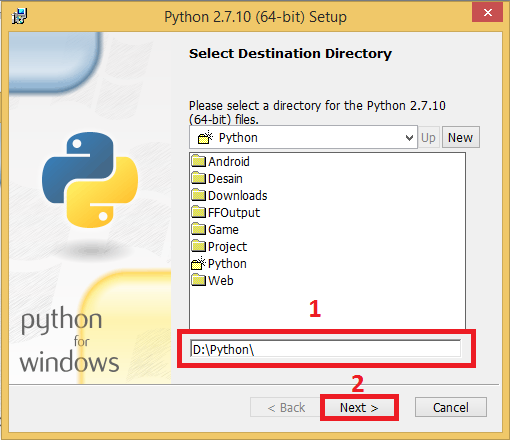 Python 2.7.10 (64-bit) Setup
Select Destination Directory
Please select a directory for the Python 2.7.10
(64-bit) files.
Python
Up
New
Android
Desain
Downloads
FFOutput
Game
Project
Python
Web
1
D:\Python\
python
for
windows
2
< Back
Next >
Cancel